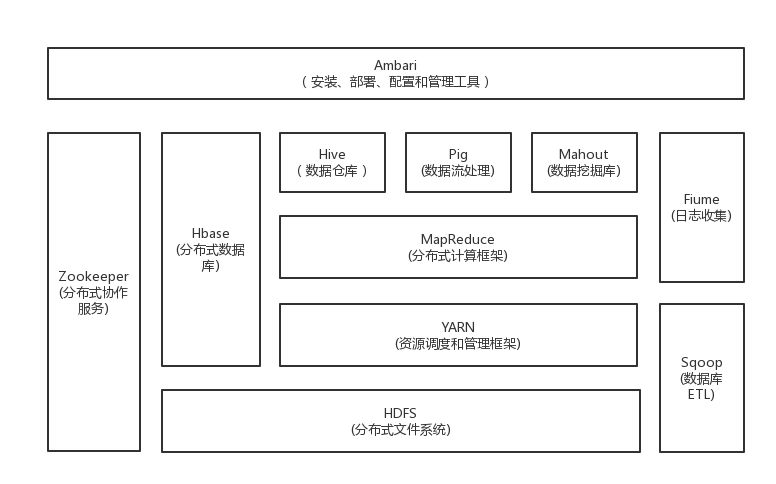 Ambari
（安装、部署、配置和管理工具）
Zookeeper
(分布式协作
服务)
Hbase
(分布式数据
库)
Hive
（数据仓库）
Pig
(数据流处理)
Mahout
(数据挖掘库)
MapReduce
(分布式计算框架)
YARN
(资源调度和管理框架)
HDFS
(分布式文件系统)
Fiume
(日志收集)
Sqoop
(数据库
ETL)